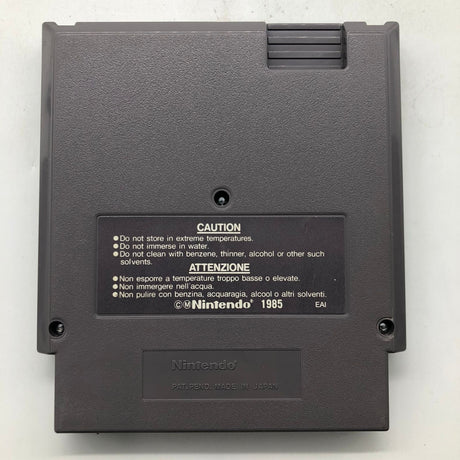 CAUTION
●Do not store in extreme temperatures.
●Do not immerse in water.
●Do not clean with benzene, thinner, alcohol or other such
solvents.
ATTENZIONE
●Non esporre a temperature troppo basse o elevate.
●Non immergere nell'acqua.
●Non pulire con benzina, acquaragia, alcool o altri solventi.
©ⓂNintendo® 1985 EAI
Nintendo®
PAT. PEND. MADE IN JAPAN